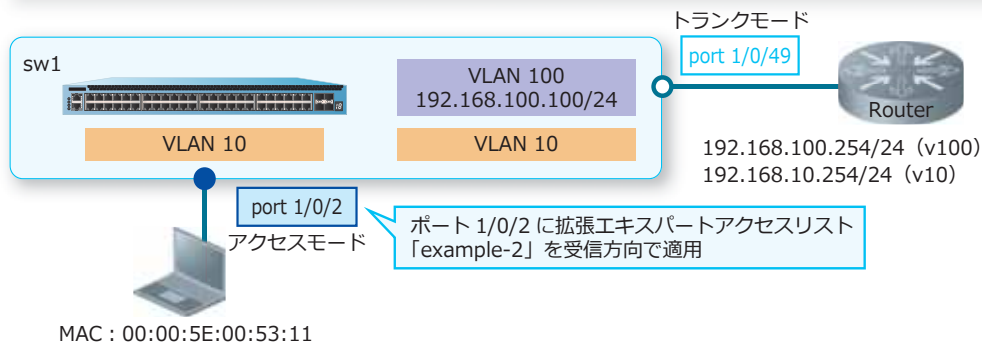 トランクモード
sw1
port 1/0/49
VLAN 100
192.168.100.100/24
Router
VLAN 10
VLAN 10
192.168.100.254/24（v100）
192.168.10.254/24（v10）
port 1/0/2
アクセスモード
ポート 1/0/2 に拡張エキスパートアクセスリスト
「example-2」を受信方向で適用
MAC：00:00:5E:00:53:11